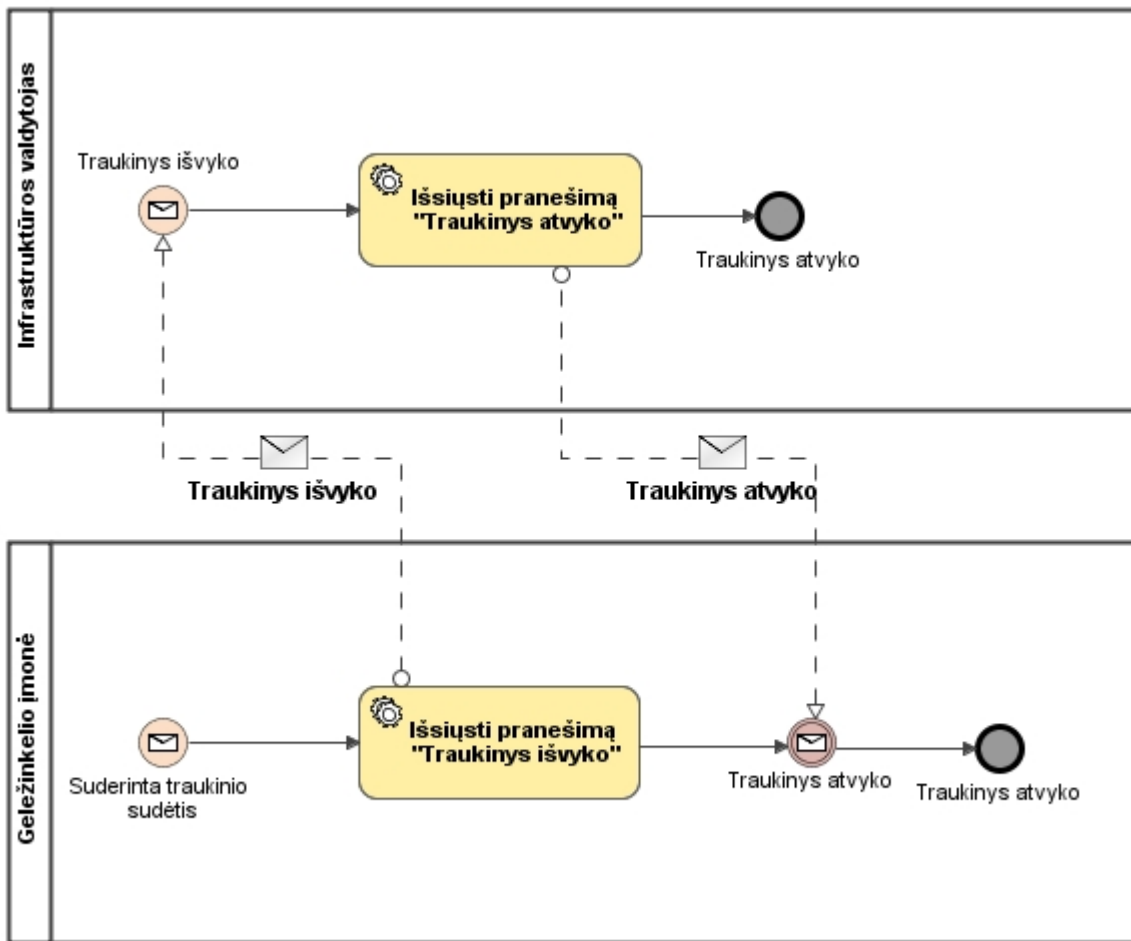 Infrastruktūros valdytojas
Traukinys išvyko
Išsiųsti pranešimą
"Traukinys atvyko"
Traukinys atvyko
Traukinys išvyko
Traukinys atvyko
Geležinkelio įmonė
Suderinta traukinio
sudėtis
Išsiųsti pranešimą
"Traukinys išvyko"
Traukinys atvyko
Traukinys atvyko